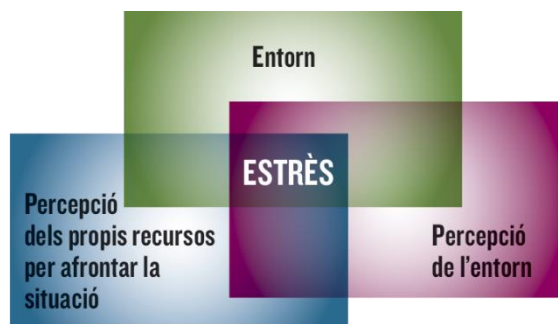 Entorn
ESTRÈS
Percepció
dels propis recursos
per afrontar la
situació
Percepció
de l'entorn